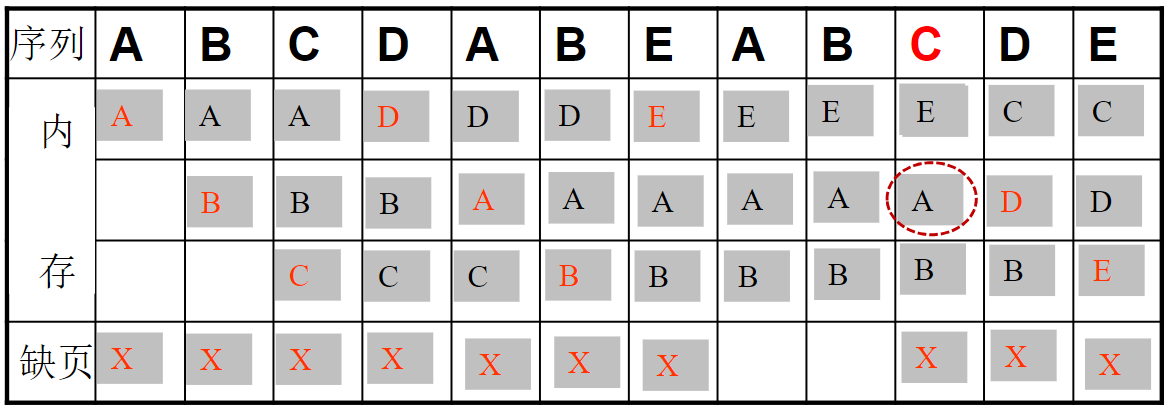 序列 A B C D A B E A B C D E
内 A A A D D D E E E E C C
B B B A A A A A A D D
存 C C C B B B B B B E
缺页 X X X X X X X X X X